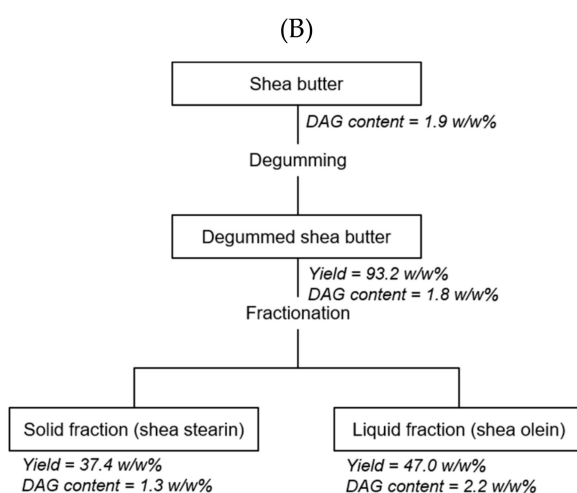 (B)
Shea butter
DAG content = 1.9 w/w%
Degumming
Degummed shea butter
Yield = 93.2 w/w%
DAG content = 1.8 w/w%
Fractionation
Solid fraction (shea stearin)
Yield = 37.4 w/w%
DAG content = 1.3 w/w%
Liquid fraction (shea olein)
Yield = 47.0 w/w%
DAG content = 2.2 w/w%